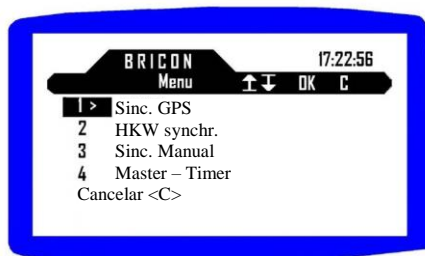 BRICON 17:22:56
Menu OK C
1 > Sinc. GPS
2 HKW synchr.
3 Sinc. Manual
4 Master – Timer
Cancelar <C>